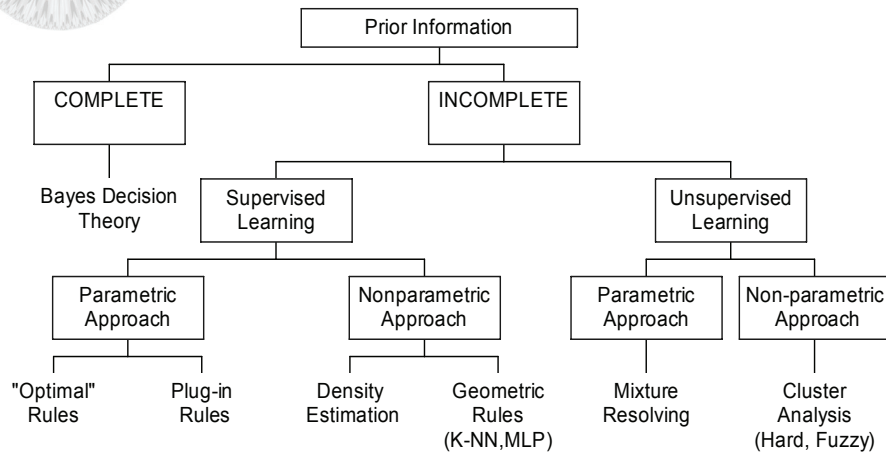 Prior Information
COMPLETE
INCOMPLETE
Bayes Decision
Theory
Supervised
Learning
Unsupervised
Learning
Parametric
Approach
Nonparametric
Approach
Parametric
Approach
Non-parametric
Approach
"Optimal"
Rules
Plug-in
Rules
Density
Estimation
Geometric
Rules
(K-NN,MLP)
Mixture
Resolving
Cluster
Analysis
(Hard, Fuzzy)